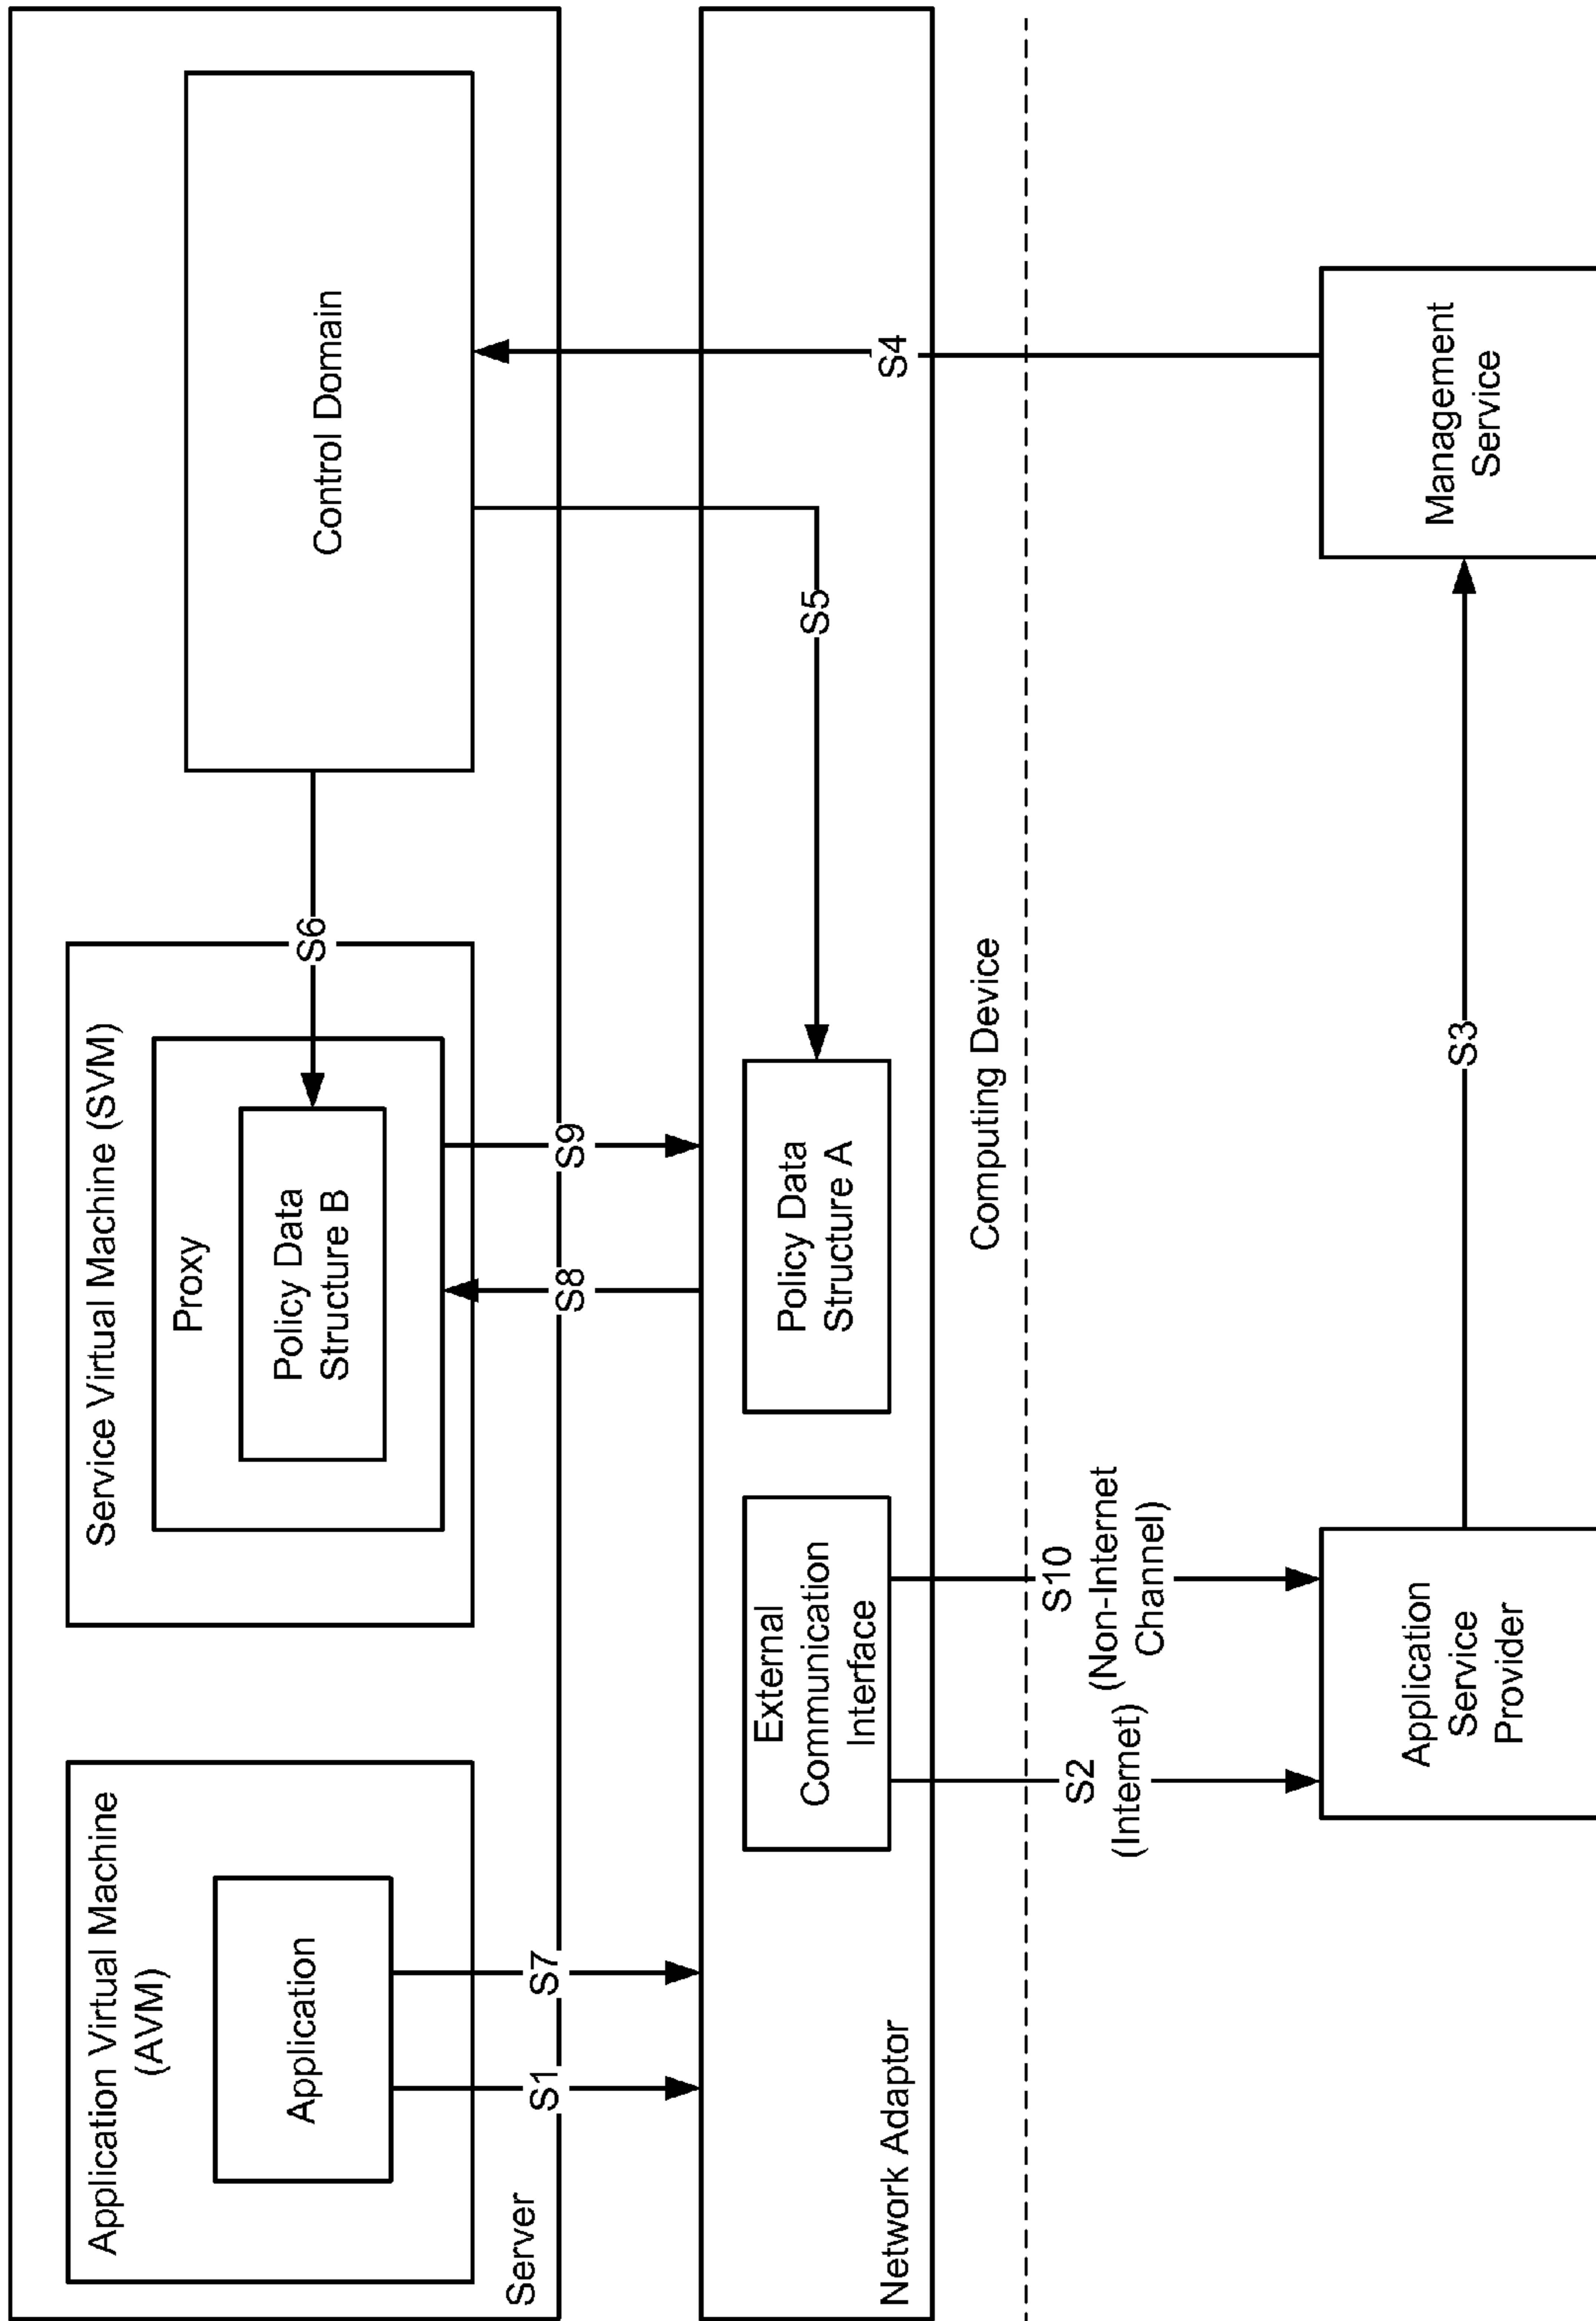 Application Virtual Machine
(AVM)
Application
Server
S1
S7
Service Virtual Machine (SVM)
Proxy
Policy Data
Structure B
S6
S8
S9
Control Domain
Network Adaptor
External
Communication
Interface
Policy Data
Structure A
S5
S4
Computing Device
S2
(Internet)
S10
(Non-Internet
Channel)
Application
Service
Provider
S3
Management
Service